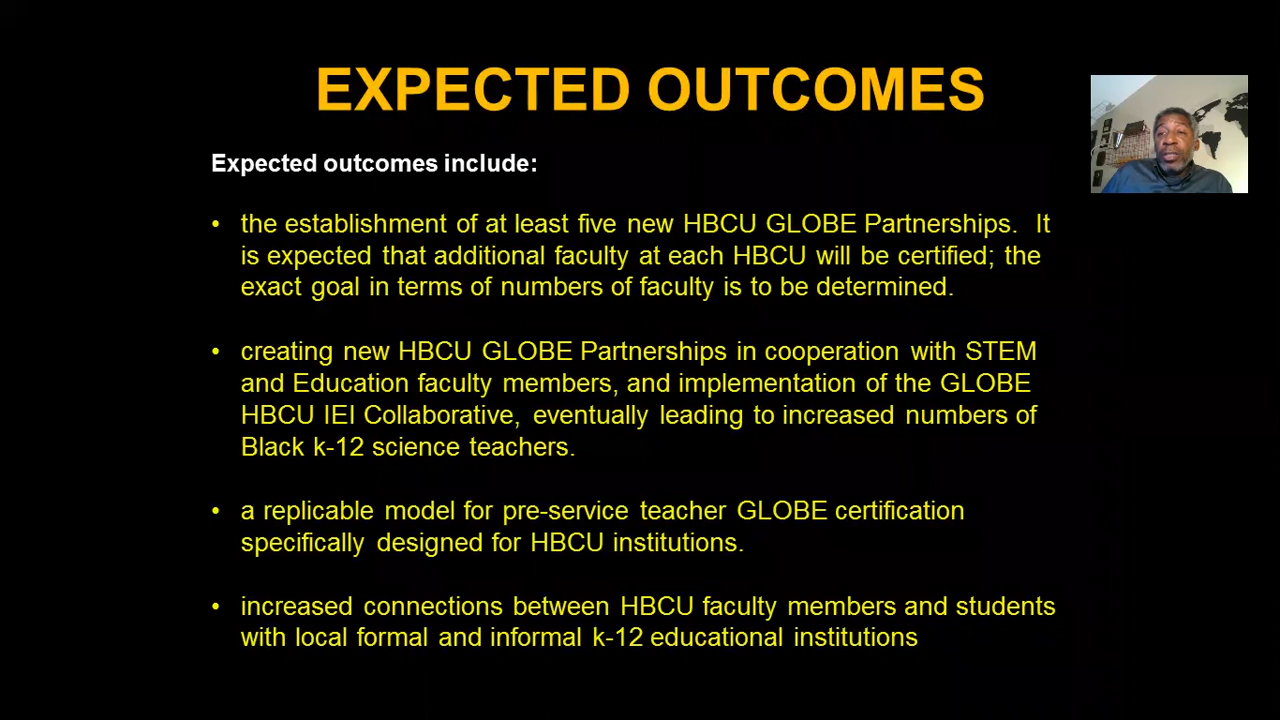 EXPECTED OUTCOMES
Expected outcomes include:
• the establishment of at least five new HBCU GLOBE Partnerships. It
is expected that additional faculty at each HBCU will be certified; the
exact goal in terms of numbers of faculty is to be determined.
• creating new HBCU GLOBE Partnerships in cooperation with STEM
and Education faculty members, and implementation of the GLOBE
HBCU IEI Collaborative, eventually leading to increased numbers of
Black k-12 science teachers.
• a replicable model for pre-service teacher GLOBE certification
specifically designed for HBCU institutions.
• increased connections between HBCU faculty members and students
with local formal and informal k-12 educational institutions